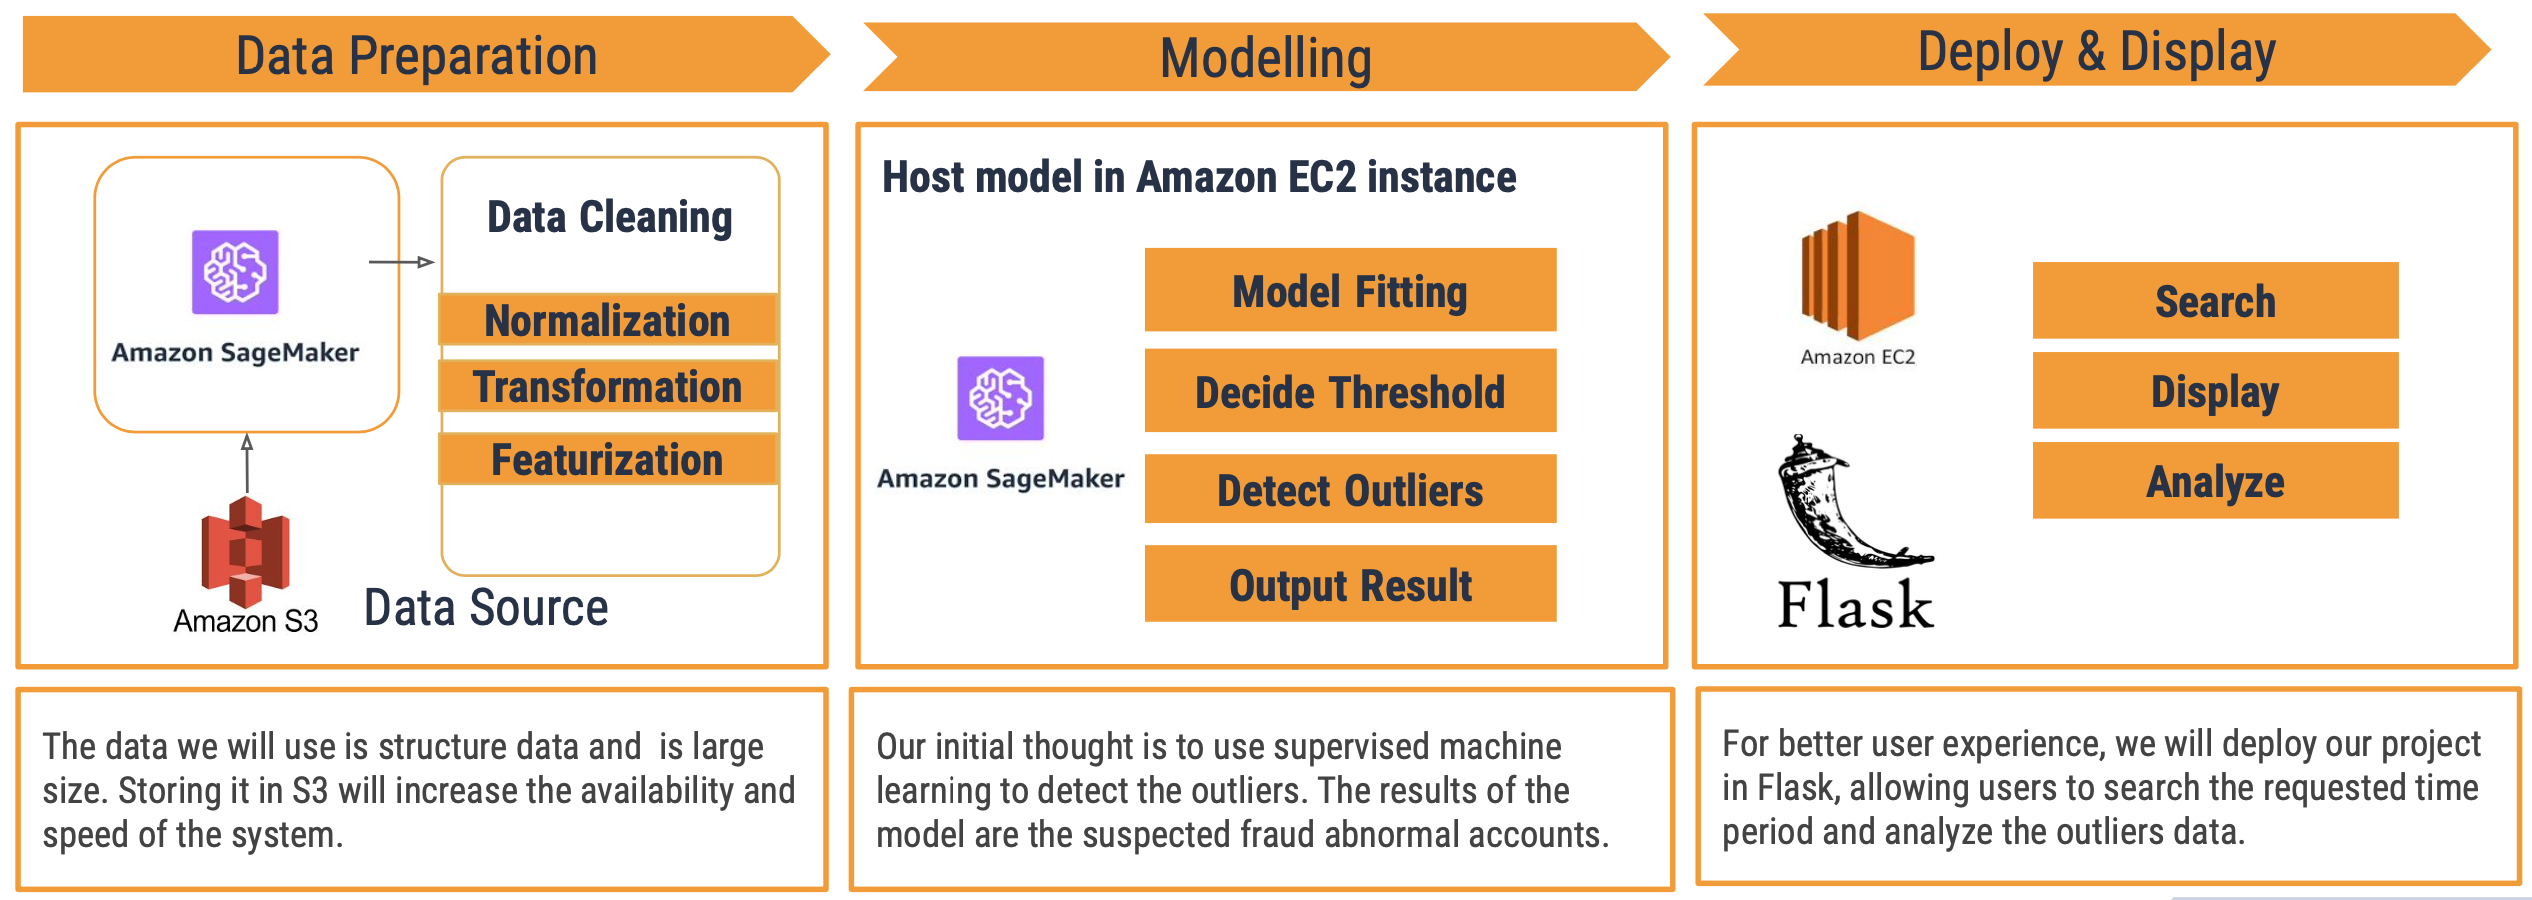 Data Preparation
Modelling
Deploy & Display
Amazon SageMaker
Data Cleaning
Normalization
Transformation
Featurization
Amazon S3
Data Source
Host model in Amazon EC2 instance
Amazon SageMaker
Model Fitting
Decide Threshold
Detect Outliers
Output Result
Amazon EC2
Flask
Search
Display
Analyze
The data we will use is structure data and  is large
size. Storing it in S3 will increase the availability and
speed of the system.
Our initial thought is to use supervised machine
learning to detect the outliers. The results of the
model are the suspected fraud abnormal accounts.
For better user experience, we will deploy our project
in Flask, allowing users to search the requested time
period and analyze the outliers data.